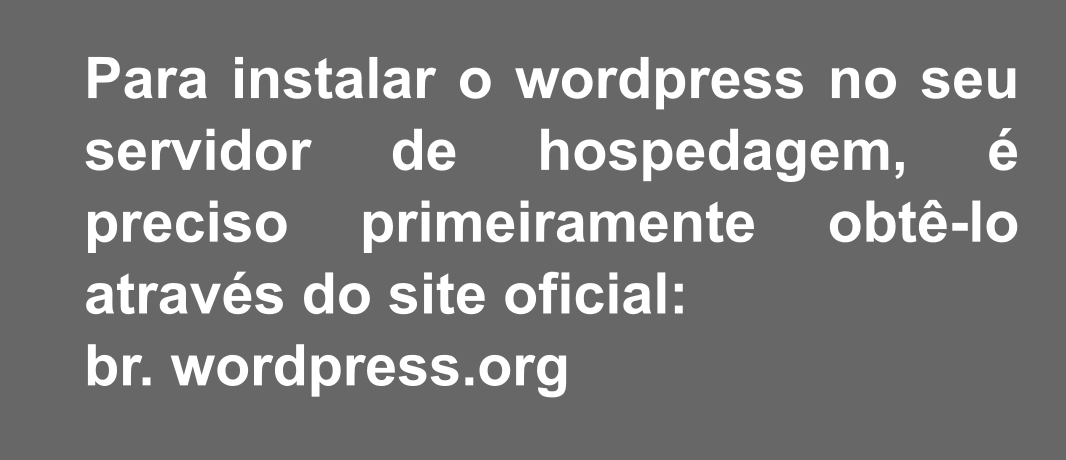 Para instalar o wordpress no seu
servidor de hospedagem, é
preciso primeiramente obtê-lo
através do site oficial:
br. wordpress.org